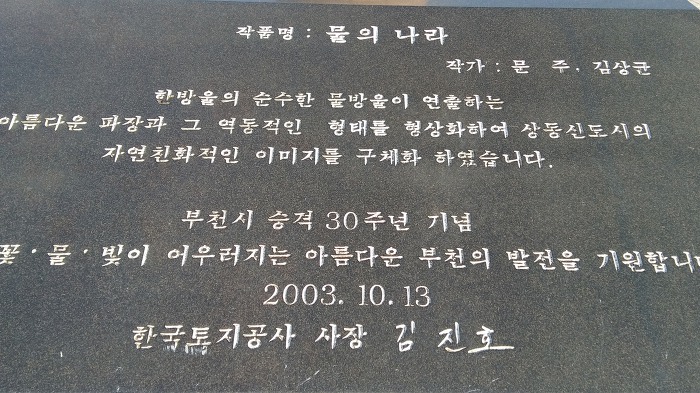 작품명 : 물의 나라
작가 : 문 주 · 김상균
한방울의 순수한 물방울이 연출하는
아름다운 파장과 그 역동적인 형태를 형상화하여 상동신도시의
자연친화적인 이미지를 구체화 하였습니다.
부천시 승격 30주년 기념
꽃 · 물 · 빛이 어우러지는 아름다운 부천의 발전을 기원합니다
2003. 10. 13
한국토지공사 사장 김 진 호